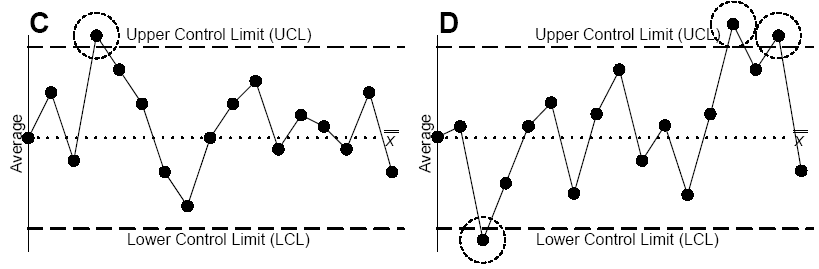 C
Upper Control Limit (UCL)
Average
x̿
Lower Control Limit (LCL)
D
Upper Control Limit (UCL)
Average
x̿
Lower Control Limit (LCL)